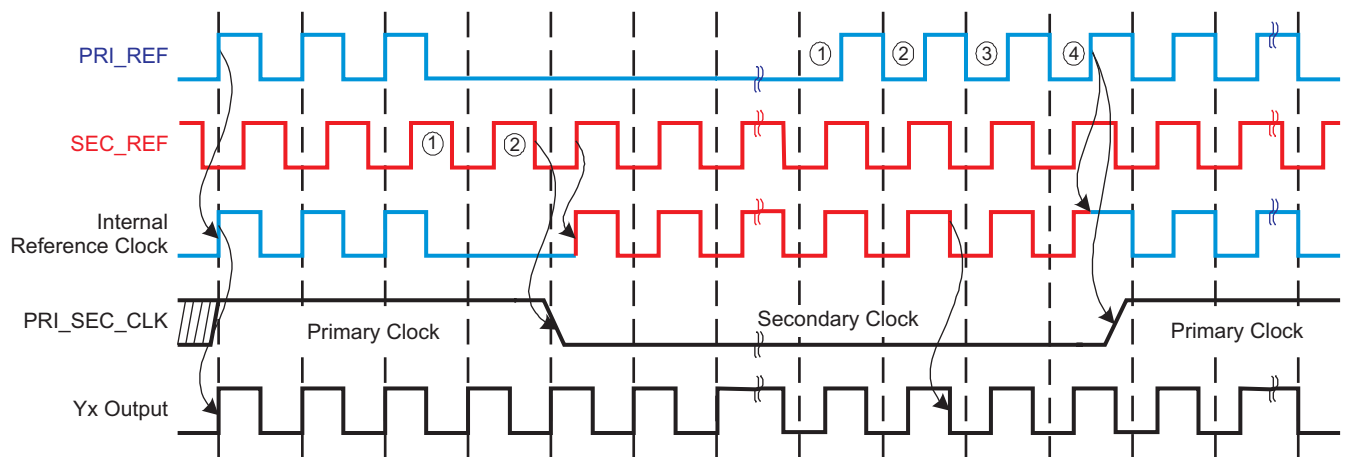 PRI_REF
① ② ③ ④
SEC_REF
① ②
Internal
Reference Clock
PRI_SEC_CLK
Primary Clock
Secondary Clock
Primary Clock
Yx Output